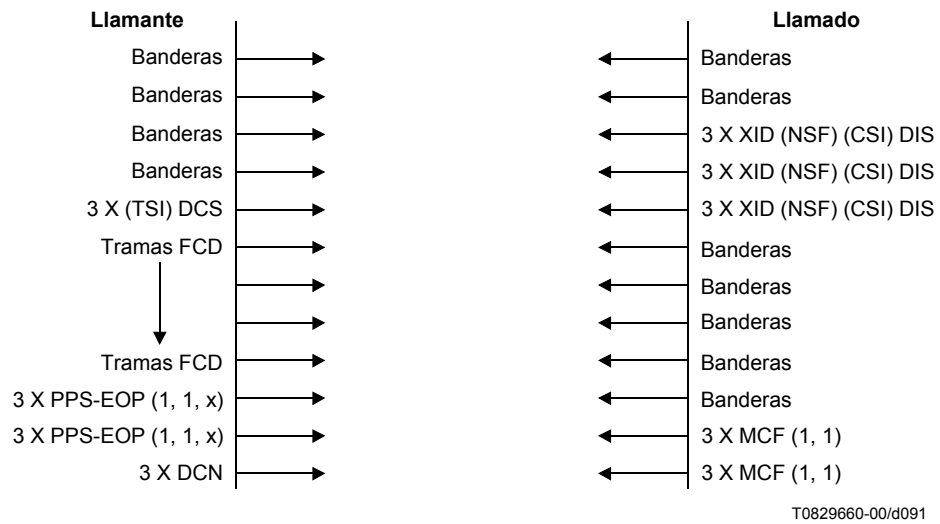 Llamante Llamado
Banderas Banderas
Banderas Banderas
Banderas 3 X XID (NSF) (CSI) DIS
Banderas 3 X XID (NSF) (CSI) DIS
3 X (TSI) DCS 3 X XID (NSF) (CSI) DIS
Tramas FCD Banderas
Banderas
Banderas
Tramas FCD Banderas
3 X PPS-EOP (1, 1, x) Banderas
3 X PPS-EOP (1, 1, x) 3 X MCF (1, 1)
3 X DCN 3 X MCF (1, 1)
T0829660-00/d091